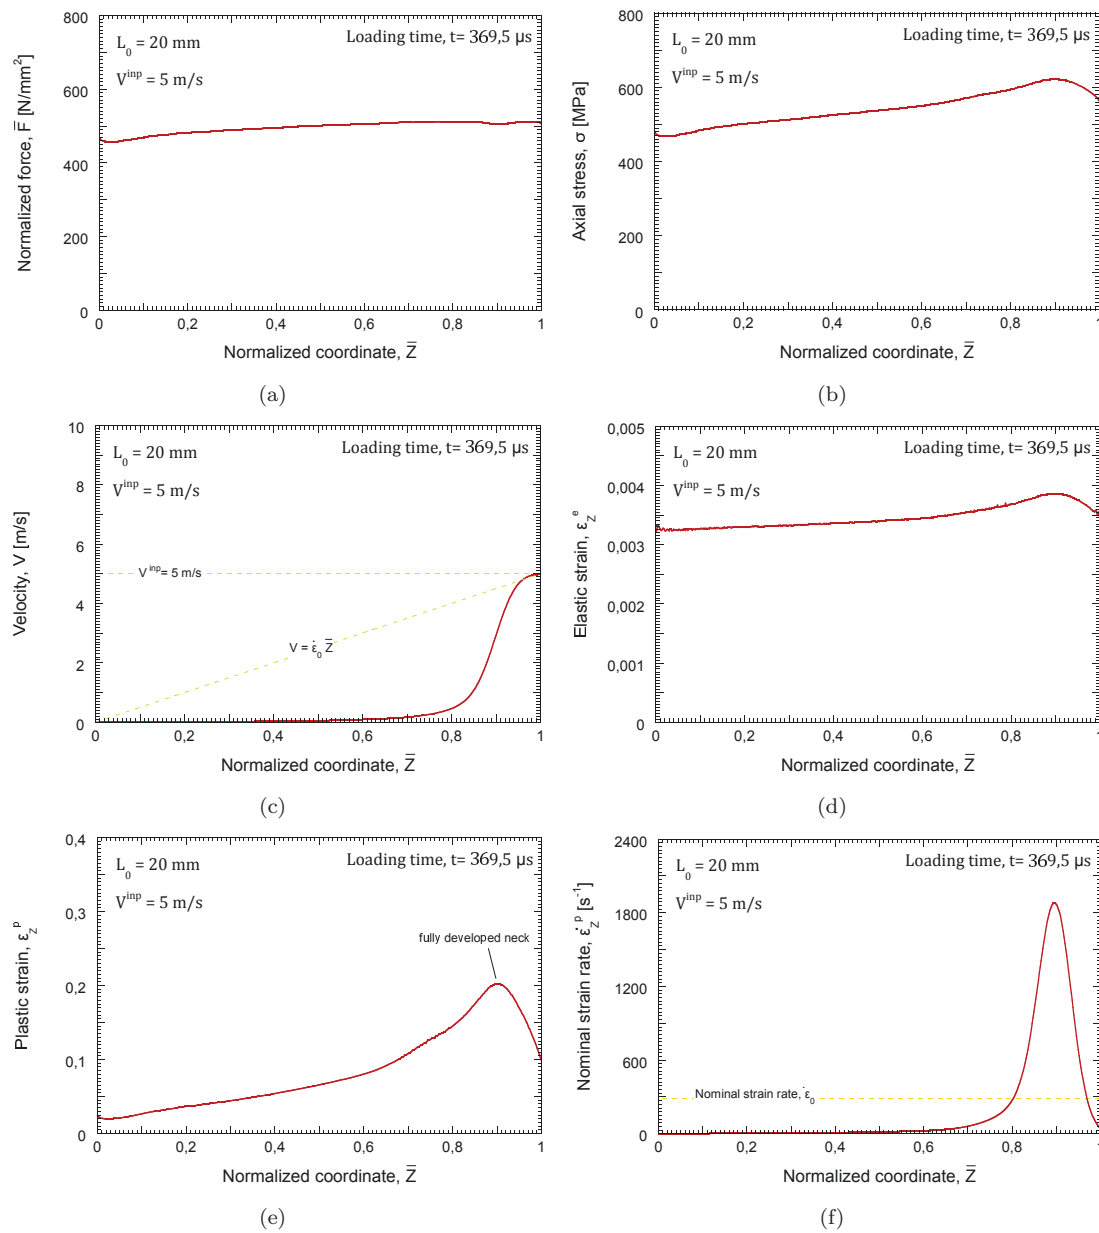 Normalized force, F̅ [N/mm²]
800
600
400
200
0
L₀ = 20 mm
Vⁱⁿᵖ = 5 m/s
Loading time, t= 369,5 µs
0 0,2 0,4 0,6 0,8 1
Normalized coordinate, Z̅
(a)
Axial stress, σ [MPa]
800
600
400
200
0
L₀ = 20 mm
Vⁱⁿᵖ = 5 m/s
Loading time, t= 369,5 µs
0 0,2 0,4 0,6 0,8 1
Normalized coordinate, Z̅
(b)
Velocity, V [m/s]
10
8
6
4
2
0
L₀ = 20 mm
Vⁱⁿᵖ = 5 m/s
Loading time, t= 369,5 µs
Vⁱⁿᵖ= 5 m/s
V = ε̇₀ Z̅
0 0,2 0,4 0,6 0,8 1
Normalized coordinate, Z̅
(c)
Elastic strain, ε_Z^e
0,005
0,004
0,003
0,002
0,001
0
L₀ = 20 mm
Vⁱⁿᵖ = 5 m/s
Loading time, t= 369,5 µs
0 0,2 0,4 0,6 0,8 1
Normalized coordinate, Z̅
(d)
Plastic strain, ε_Z^p
0,4
0,3
0,2
0,1
0
L₀ = 20 mm
Vⁱⁿᵖ = 5 m/s
Loading time, t= 369,5 µs
fully developed neck
0 0,2 0,4 0,6 0,8 1
Normalized coordinate, Z̅
(e)
Nominal strain rate, ε̇_Z^p [s⁻¹]
2400
1800
1200
600
0
L₀ = 20 mm
Vⁱⁿᵖ = 5 m/s
Loading time, t= 369,5 µs
Nominal strain rate, ε̇₀
0 0,2 0,4 0,6 0,8 1
Normalized coordinate, Z̅
(f)